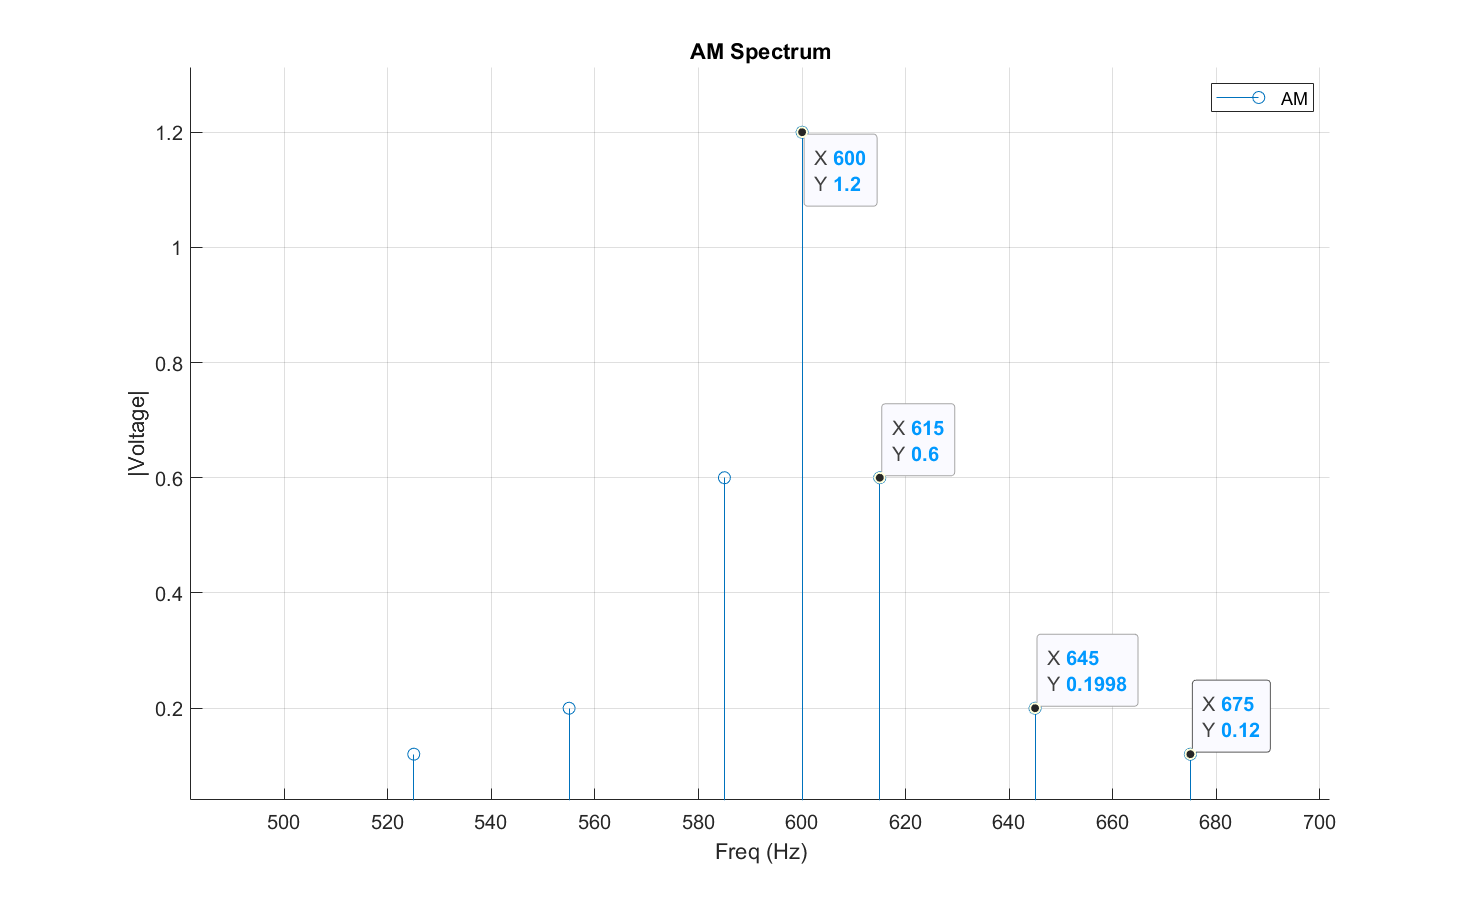 AM Spectrum
AM
1.2
X 600
Y 1.2
1
0.8
|Voltage|
X 615
Y 0.6
0.6
0.4
X 645
Y 0.1998
X 675
Y 0.12
0.2
500 520 540 560 580 600 620 640 660 680 700
Freq (Hz)